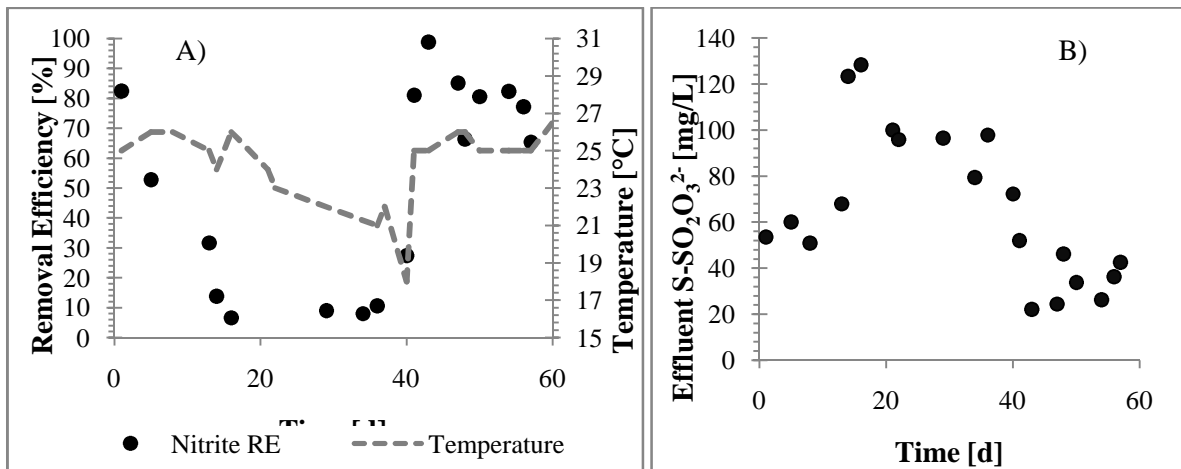 A)
Removal Efficiency [%]
100
90
80
70
60
50
40
30
20
10
0
0 20 40 60
31
29
27
25
23
21
19
17
15
Temperature [°C]
Nitrite RE
Temperature
B)
Effluent S-SO₂O₃²⁻ [mg/L]
140
120
100
80
60
40
20
0
0 20 40 60
Time [d]